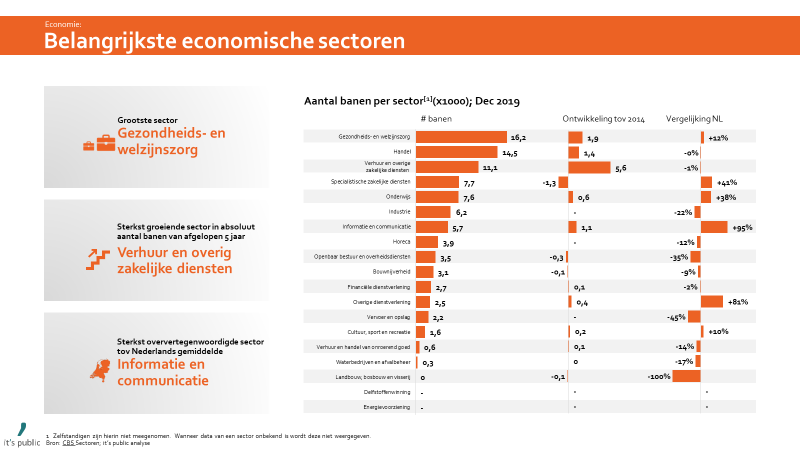 Economie:
Belangrijkste economische sectoren
Grootste sector
Gezondheids- en
welzijnszorg
Sterkst groeiende sector in absoluut
aantal banen van afgelopen 5 jaar
Verhuur en overig
zakelijke diensten
Sterkst oververtegenwoordigde sector
tov Nederlands gemiddelde
Informatie en
communicatie
Aantal banen per sector[1](x1000); Dec 2019
# banen Ontwikkeling tov 2014 Vergelijking NL
Gezondheids- en welzijnszorg 16,2 1,9 +12%
Handel 14,5 1,4 -0%
Verhuur en overige
zakelijke diensten 11,1 5,6 -1%
Specialistische zakelijke diensten 7,7 -1,3 +41%
Onderwijs 7,6 0,6 +38%
Industrie 6,2 - -22%
Informatie en communicatie 5,7 1,1 +95%
Horeca 3,9 - -12%
Openbaar bestuur en overheidsdiensten 3,5 -0,3 -35%
Bouwnijverheid 3,1 -0,1 -9%
Financiële dienstverlening 2,7 0,1 -2%
Overige dienstverlening 2,5 0,4 +81%
Vervoer en opslag 2,2 - -45%
Cultuur, sport en recreatie 1,6 0,2 +10%
Verhuur en handel van onroerend goed 0,6 0,1 -14%
Waterbedrijven en afvalbeheer 0,3 0 -17%
Landbouw, bosbouw en visserij 0 -0,1 -100%
Delfstoffenwinning - - -
Energievoorziening - - -
it's public
1 Zelfstandigen zijn hierin niet meegenomen. Wanneer data van een sector onbekend is wordt deze niet weergegeven.
Bron: CBS Sectoren; it's public analyse